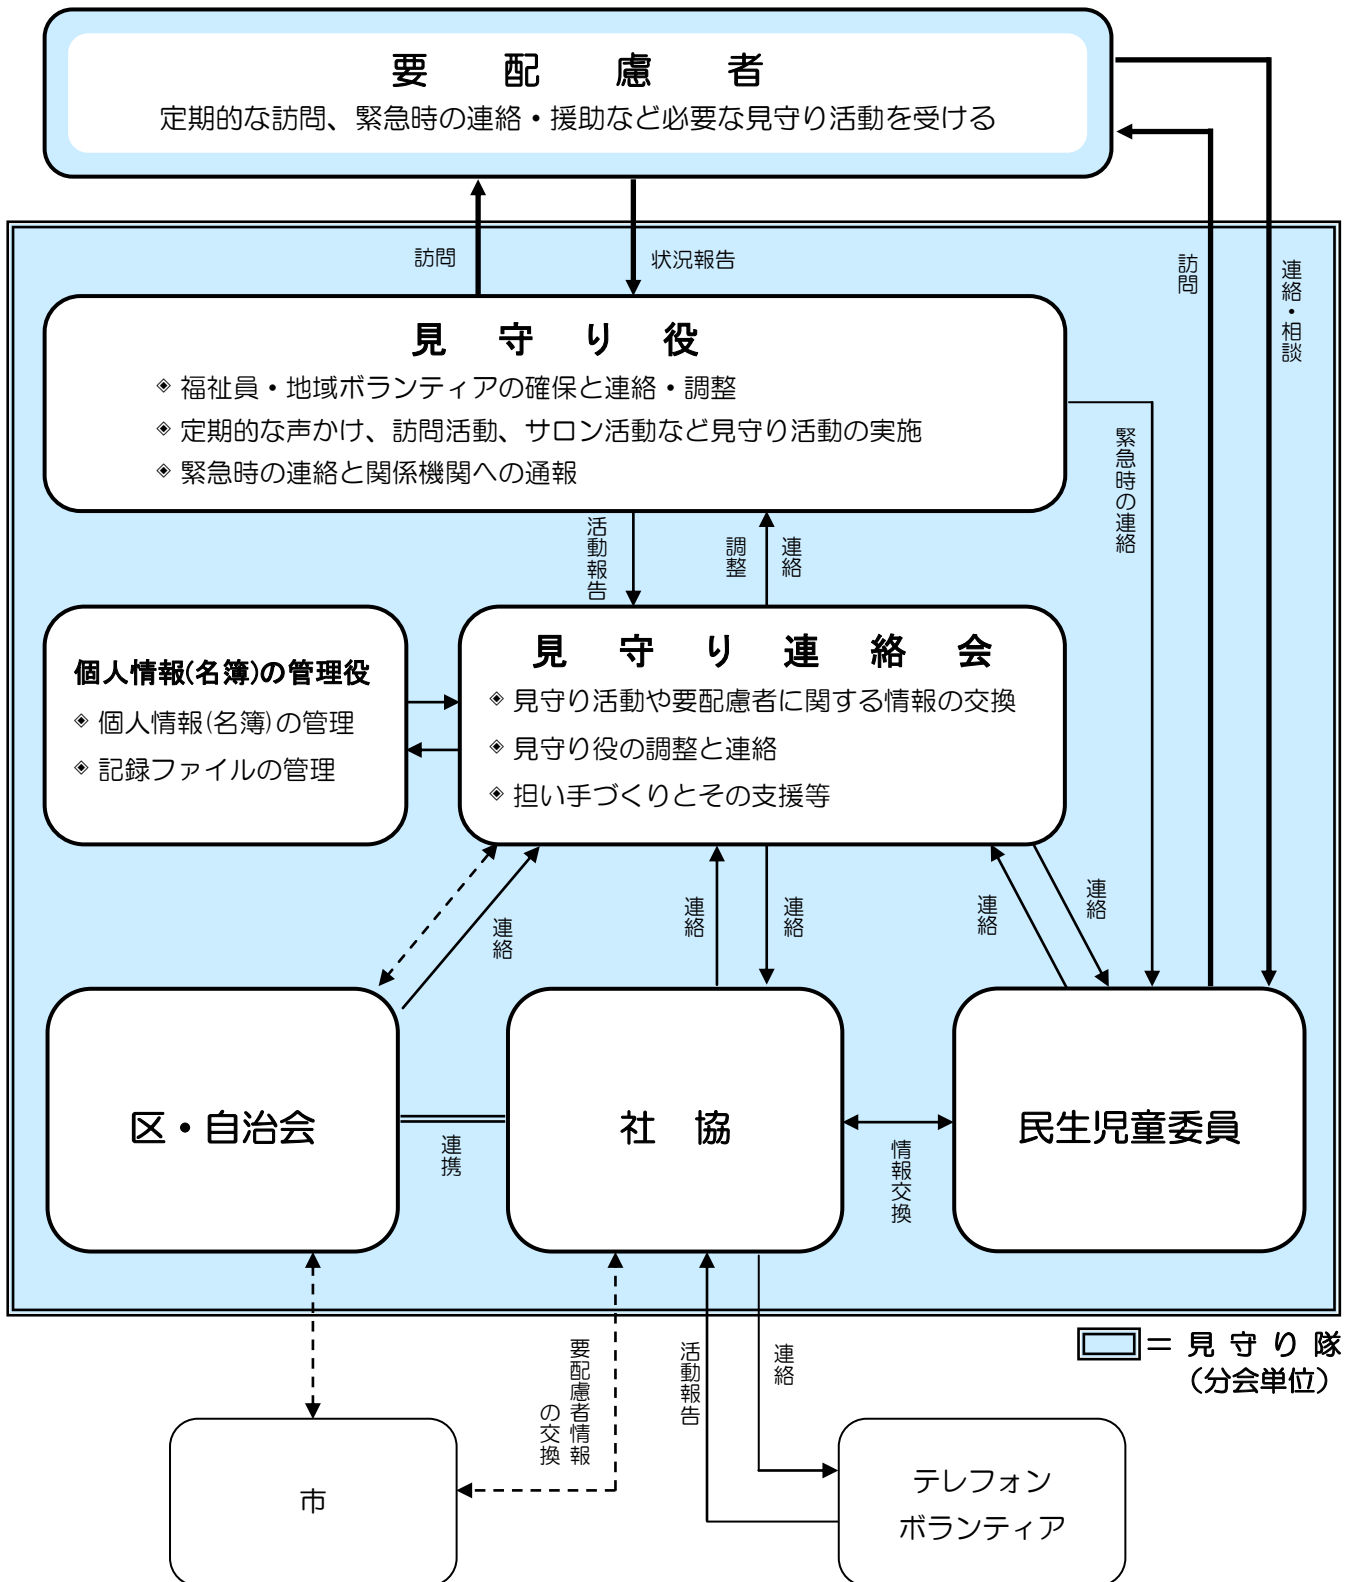 要配慮者
定期的な訪問、緊急時の連絡・援助など必要な見守り活動を受ける
訪問
状況報告
訪問
連絡・相談
見守り役
◈ 福祉員・地域ボランティアの確保と連絡・調整
◈ 定期的な声かけ、訪問活動、サロン活動など見守り活動の実施
◈ 緊急時の連絡と関係機関への通報
緊急時の連絡
活動報告
調整
連絡
個人情報(名簿)の管理役
◈ 個人情報(名簿)の管理
◈ 記録ファイルの管理
見守り連絡会
◈ 見守り活動や要配慮者に関する情報の交換
◈ 見守り役の調整と連絡
◈ 担い手づくりとその支援等
連絡
連絡
連絡
連絡
連絡
区・自治会
連携
社協
情報交換
民生児童委員
＝見守り隊
（分会単位）
要配慮者情報
の交換
活動報告
連絡
市
テレフォン
ボランティア